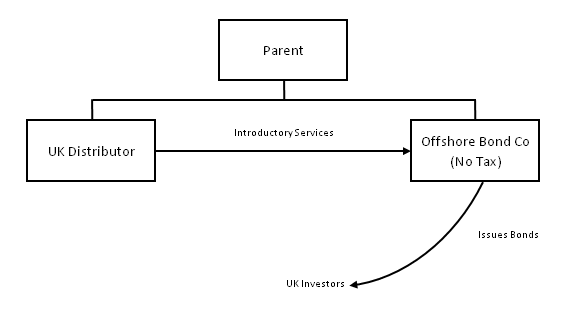 Parent
UK Distributor
Introductory Services
Offshore Bond Co
(No Tax)
Issues Bonds
UK Investors